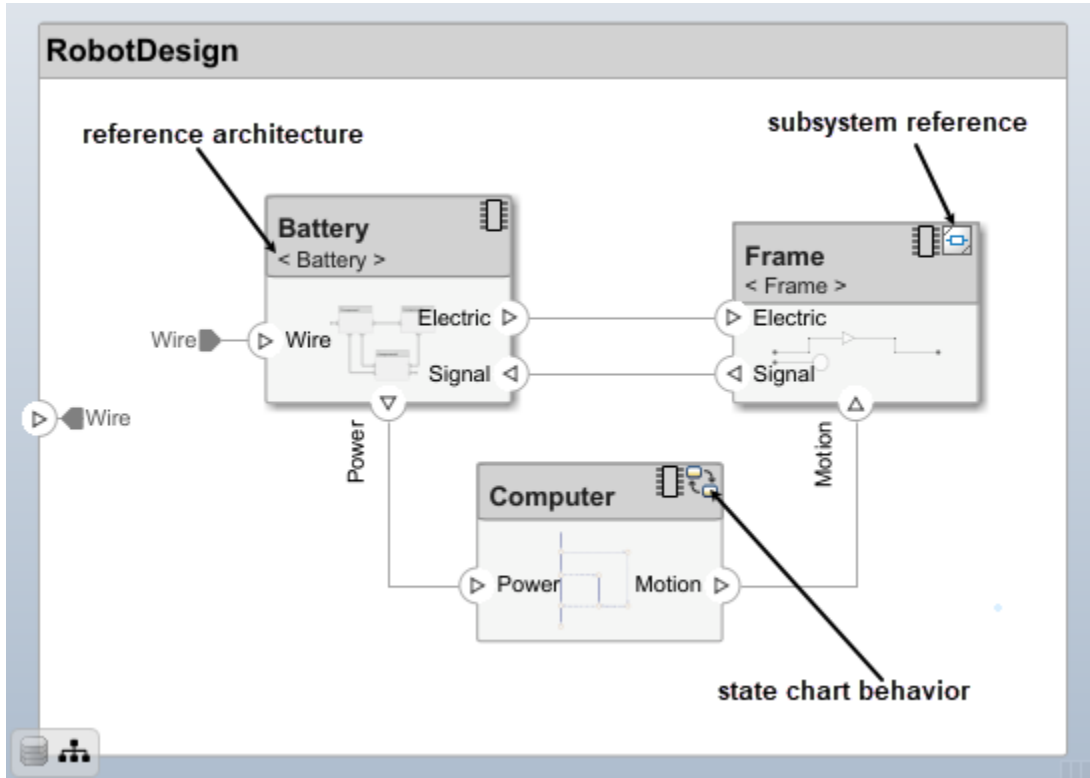 RobotDesign
reference architecture
subsystem reference
Battery
< Battery >
Frame
< Frame >
Wire
Wire
Electric
Electric
Signal
Signal
Wire
Power
Motion
Computer
Power
Motion
state chart behavior